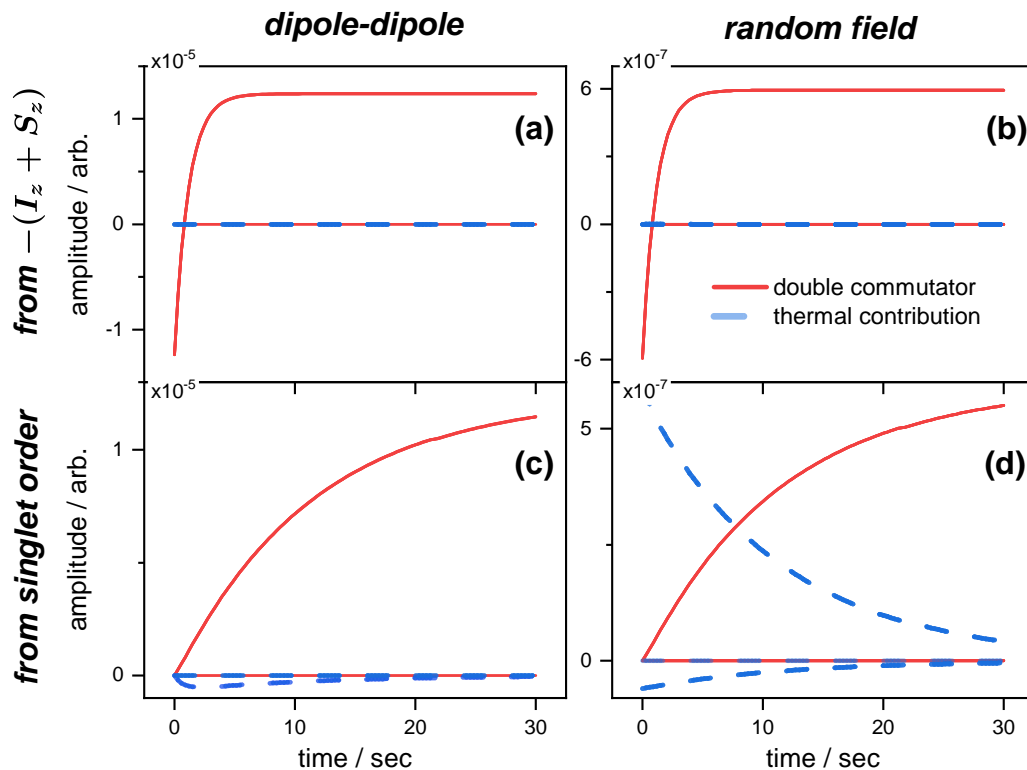 dipole-dipole
random field
from −(I_z + S_z)
from singlet order
x10-5
1
0
-1
amplitude / arb.
(a)
x10-7
6
0
-6
(b)
double commutator
thermal contribution
x10-5
1
0
amplitude / arb.
(c)
0
10
20
30
time / sec
x10-7
5
0
(d)
0
10
20
30
time / sec